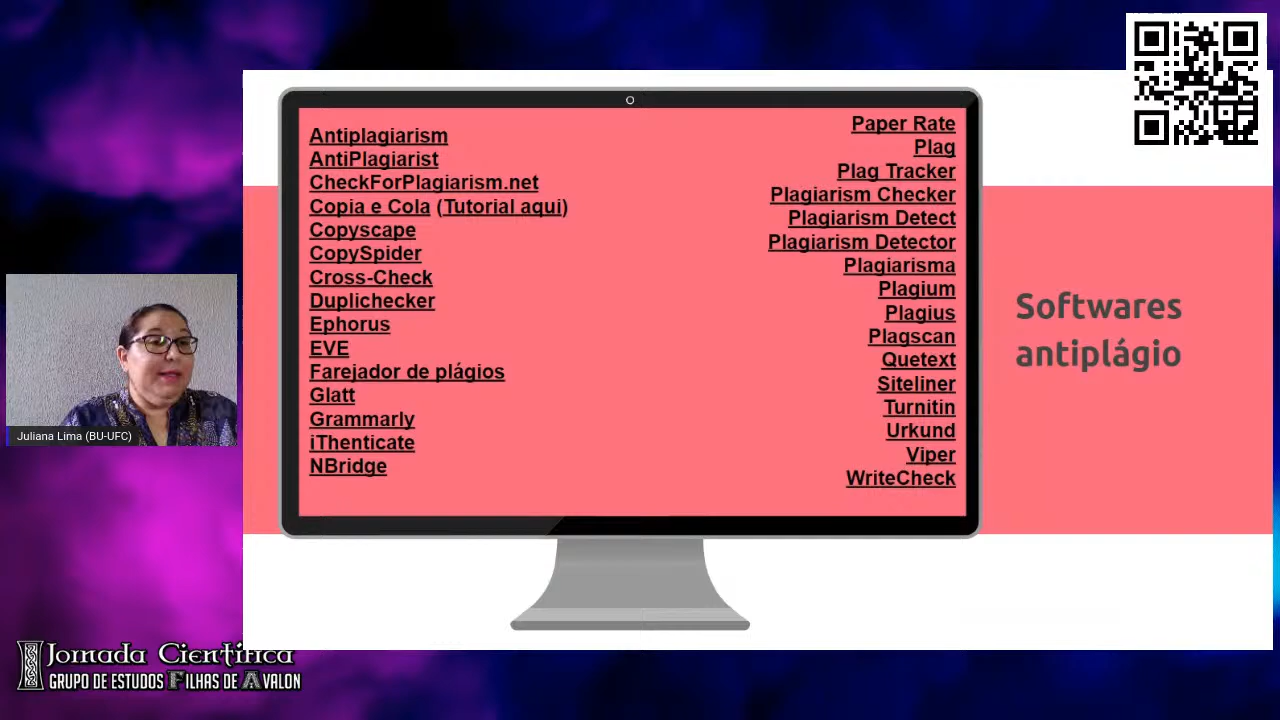 Antiplagiarism
AntiPlagiarist
CheckForPlagiarism.net
Copia e Cola (Tutorial aqui)
Copyscape
CopySpider
Cross-Check
Duplichecker
Ephorus
EVE
Farejador de plágios
Glatt
Grammarly
iThenticate
NBridge
Paper Rate
Plag
Plag Tracker
Plagiarism Checker
Plagiarism Detect
Plagiarism Detector
Plagiarisma
Plagium
Plagius
Plagscan
Quetext
Siteliner
Turnitin
Urkund
Viper
WriteCheck
Softwares
antiplágio
Juliana Lima (BU-UFC)
I Jornada Científica
GRUPO DE ESTUDOS FILHAS DE AVALON